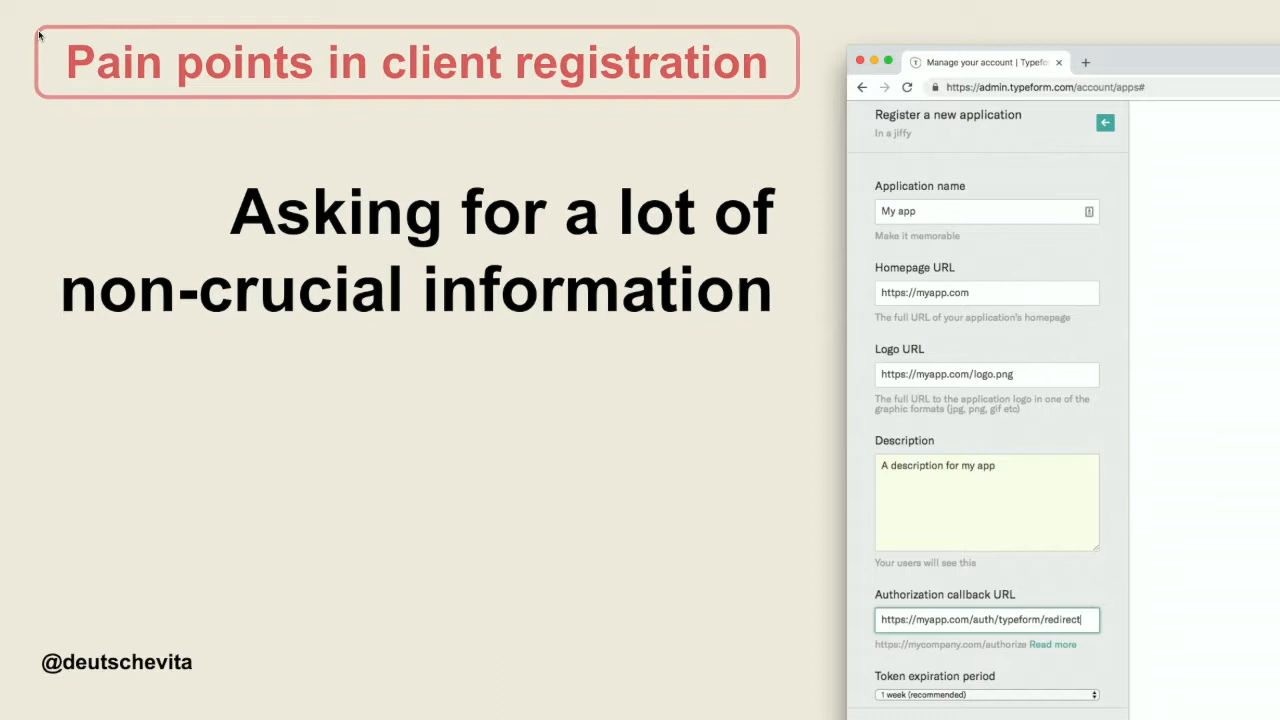 Pain points in client registration
Asking for a lot of
non-crucial information
@deutschevita
Manage your account | Typefo
https://admin.typeform.com/account/apps#
Register a new application
In a jiffy
Application name
My app
Make it memorable
Homepage URL
https://myapp.com
The full URL of your application's homepage
Logo URL
https://myapp.com/logo.png
The full URL to the application logo in one of the
graphic formats (jpg, png, gif etc)
Description
A description for my app
Your users will see this
Authorization callback URL
https://myapp.com/auth/typeform/redirect
https://mycompany.com/authorize Read more
Token expiration period
1 week (recommended)